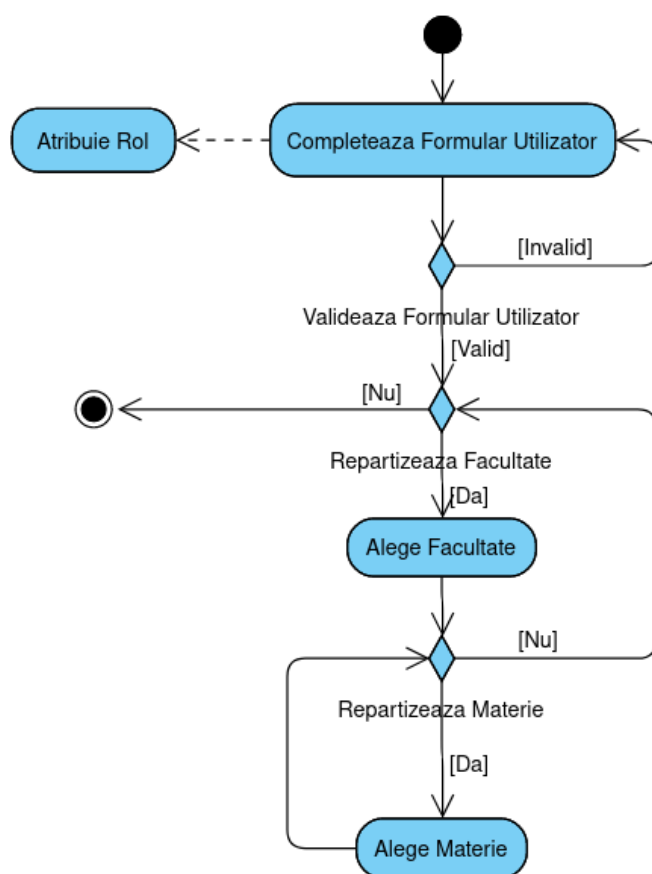 Atribuie Rol
Completeaza Formular Utilizator
[Invalid]
Valideaza Formular Utilizator
[Valid]
[Nu]
Repartizeaza Facultate
[Da]
Alege Facultate
[Nu]
Repartizeaza Materie
[Da]
Alege Materie